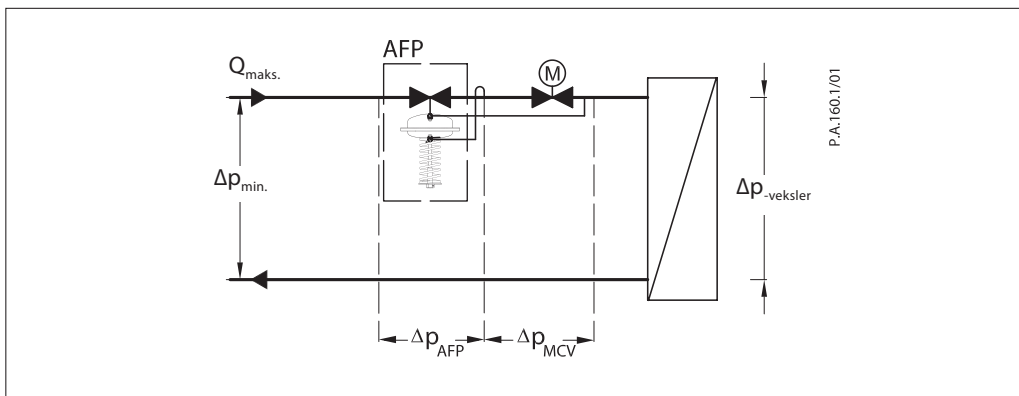 AFP
Qmaks.
M
P.A.160.1/01
Δpmin.
Δp-veksler
ΔpAFP
ΔpMCV